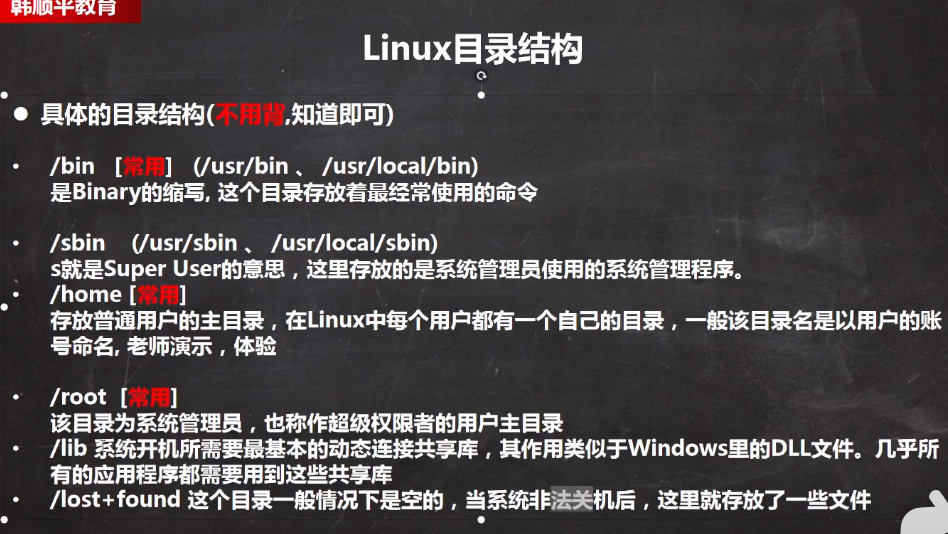 韩顺平教育
Linux目录结构
● 具体的目录结构(不用背,知道即可)
• /bin [常用] (/usr/bin 、 /usr/local/bin)
是Binary的缩写, 这个目录存放着最经常使用的命令
• /sbin (/usr/sbin 、 /usr/local/sbin)
s就是Super User的意思，这里存放的是系统管理员使用的系统管理程序。
• /home [常用]
存放普通用户的主目录，在Linux中每个用户都有一个自己的目录，一般该目录名是以用户的账
号命名, 老师演示，体验
• /root [常用]
该目录为系统管理员，也称作超级权限者的用户主目录
• /lib 系统开机所需要最基本的动态连接共享库，其作用类似于Windows里的DLL文件。几乎所
有的应用程序都需要用到这些共享库
• /lost+found 这个目录一般情况下是空的，当系统非法关机后，这里就存放了一些文件